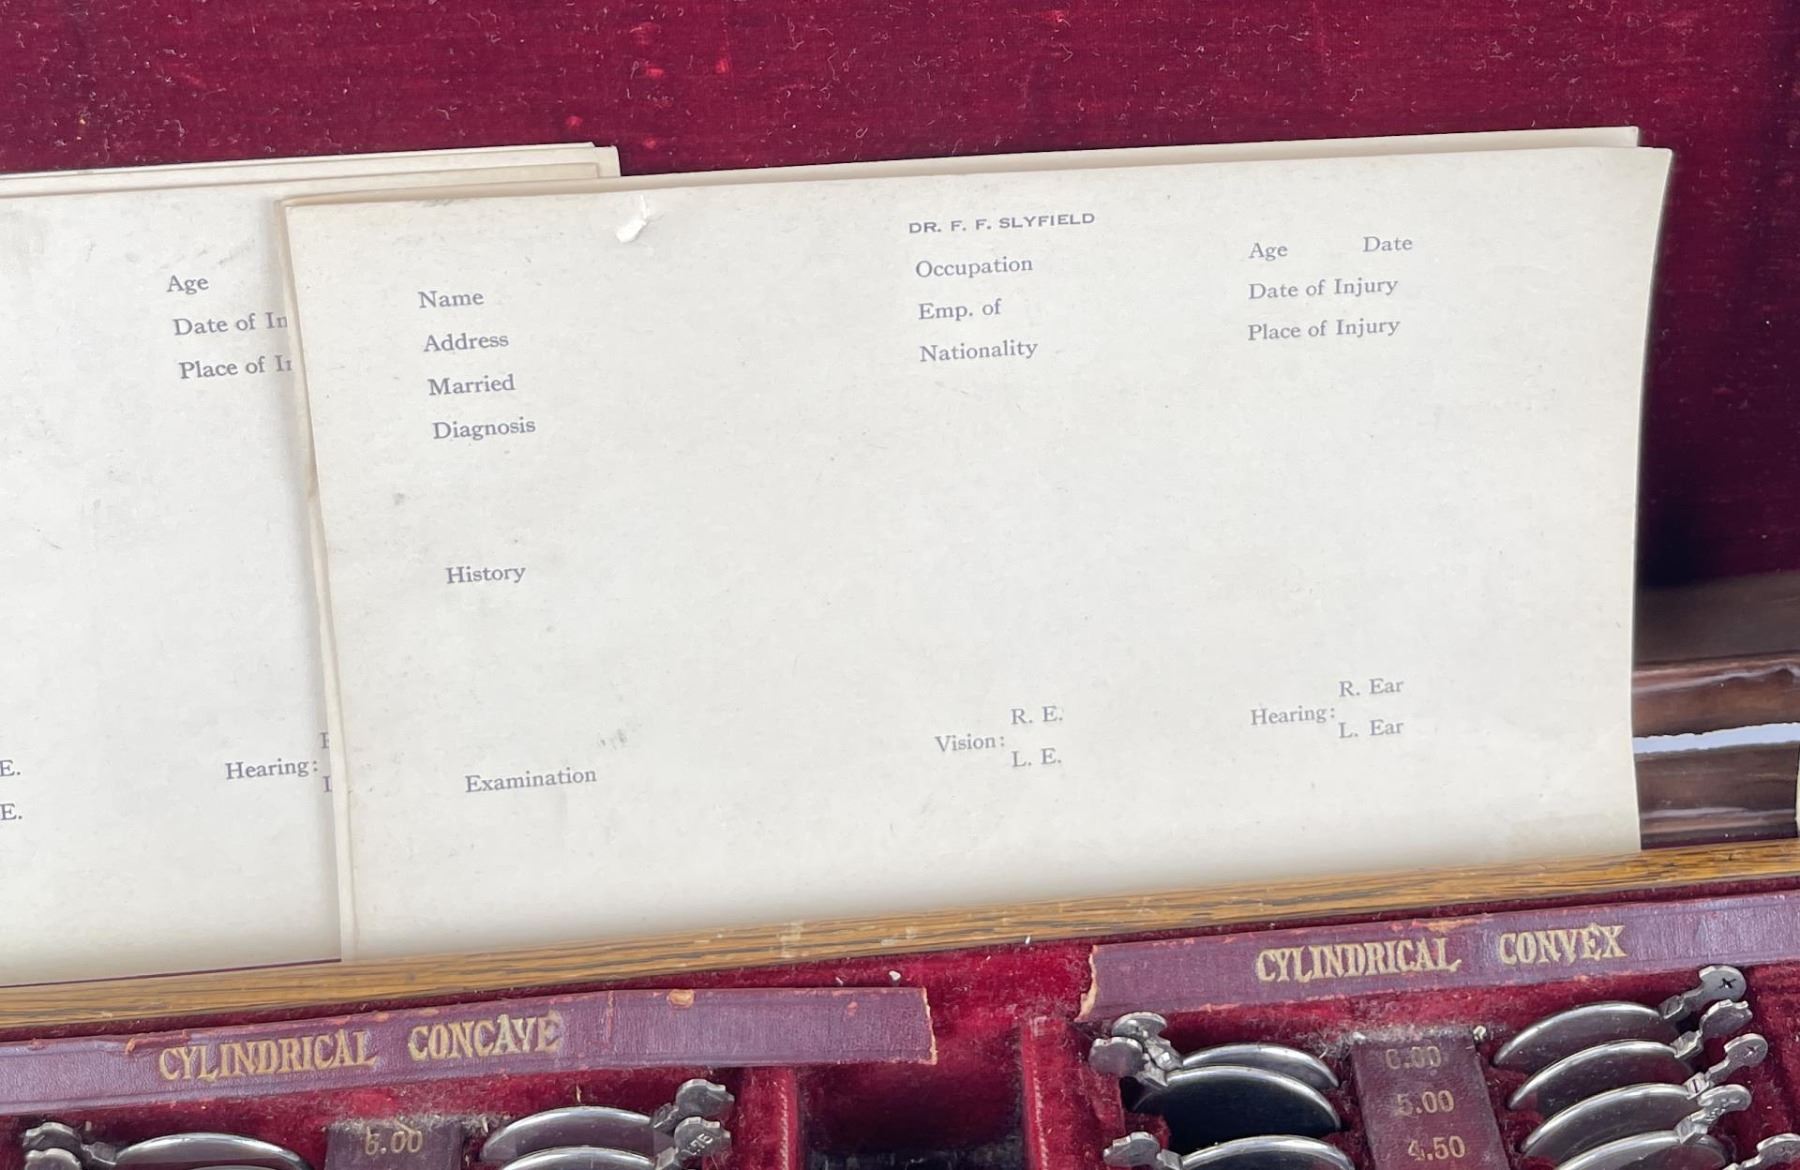 DR. F. F. SLYFIELD
Name
Occupation
Age Date
Address
Emp. of
Date of Injury
Married
Nationality
Place of Injury
Diagnosis
History
Examination
Vision:
R. E.
L. E.
Hearing:
R. Ear
L. Ear
Age
Date of In
Place of
E.
E.
Hearing:
CYLINDRICAL CONCAVE
6.00
CYLINDRICAL CONVEX
6.00
5.00
4.50